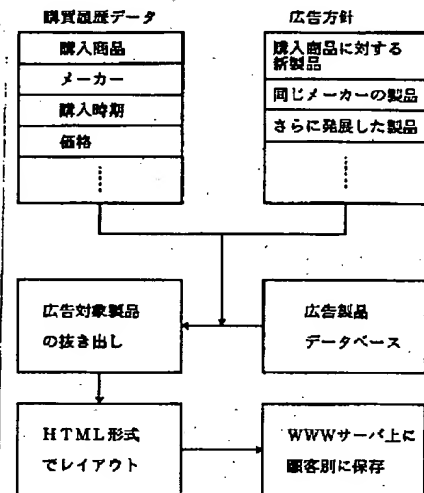 購買履歴データ
購入商品
メーカー
購入時期
価格
広告方針
購入商品に対する
新製品
同じメーカーの製品
さらに発展した製品
広告対象製品
の抜き出し
広告製品
データベース
HTML形式
でレイアウト
WWWサーバ上に
顧客別に保存